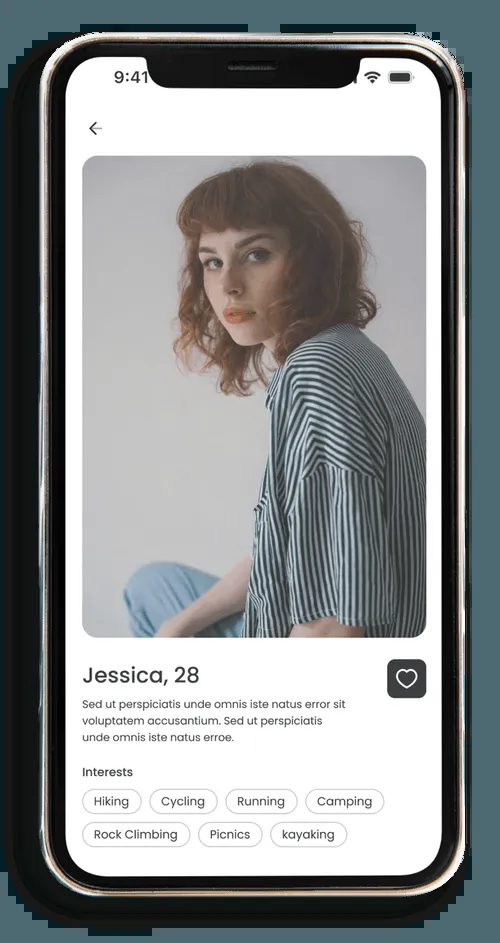 9:41
Jessica, 28
Sed ut perspiciatis unde omnis iste natus error sit
voluptatem accusantium. Sed ut perspiciatis
unde omnis iste natus erroe.
Interests
Hiking Cycling Running Camping
Rock Climbing Picnics kayaking